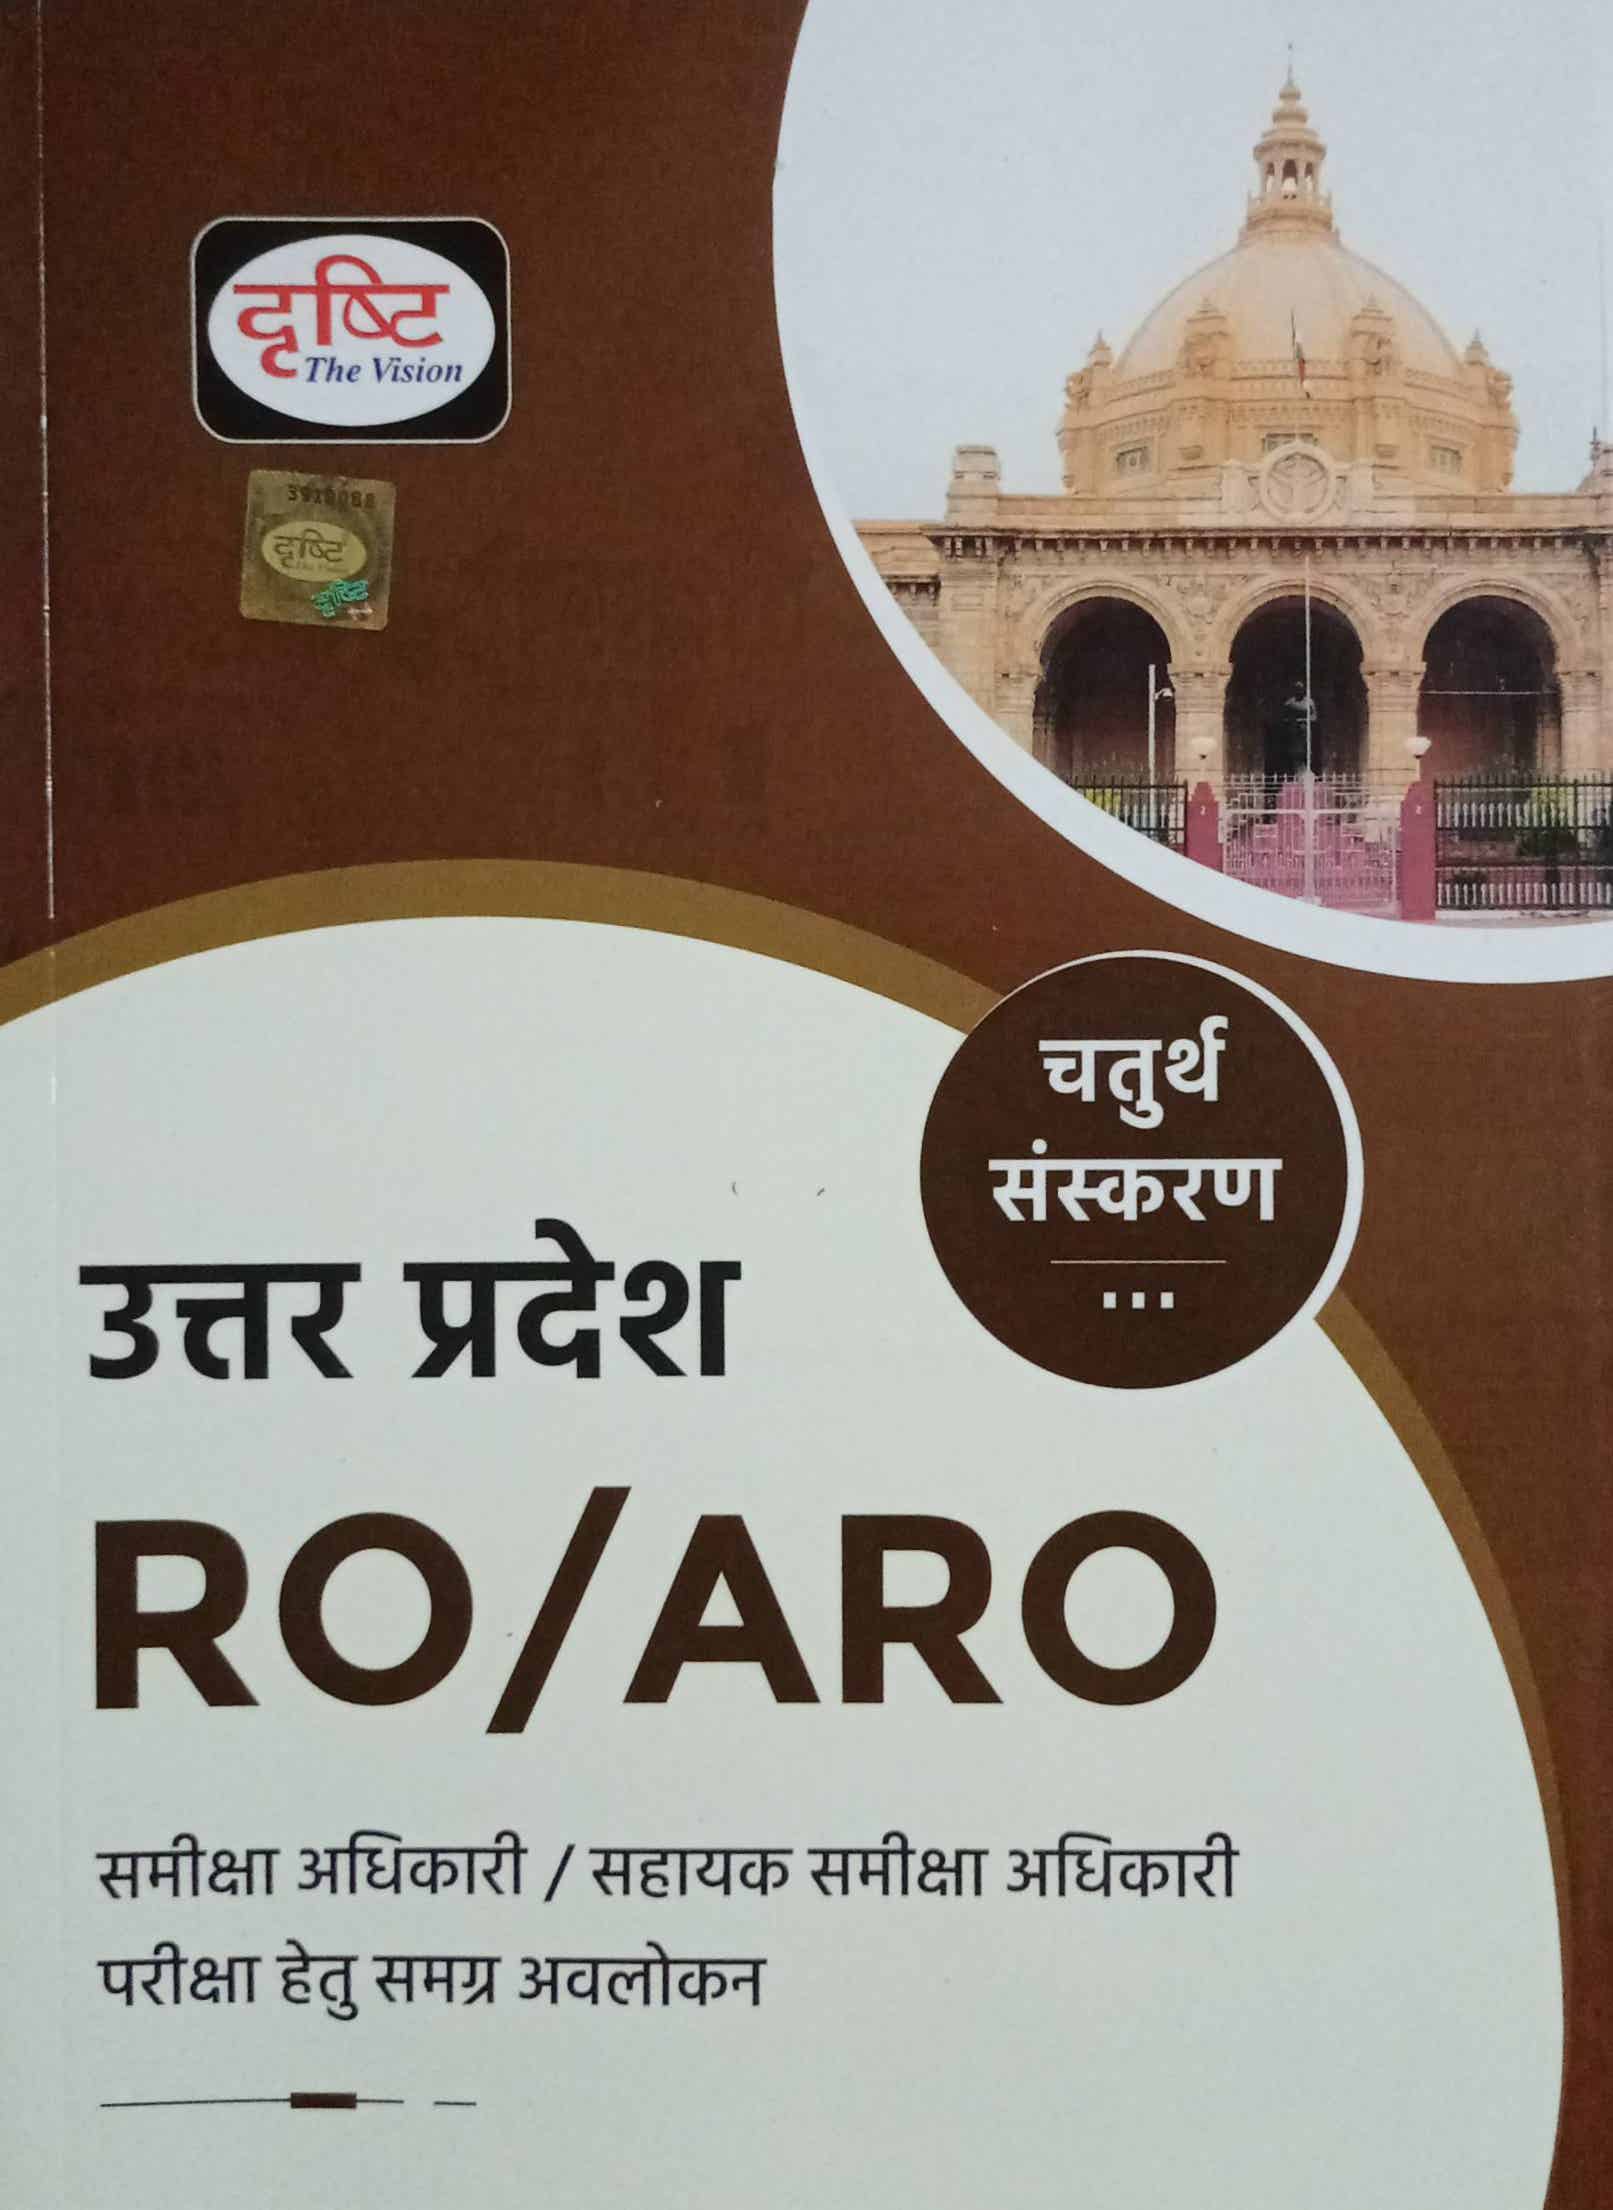 दृष्टि
The Vision
दृष्टि
चतुर्थ
संस्करण
उत्तर प्रदेश
RO/ARO
समीक्षा अधिकारी / सहायक समीक्षा अधिकारी
परीक्षा हेतु समग्र अवलोकन